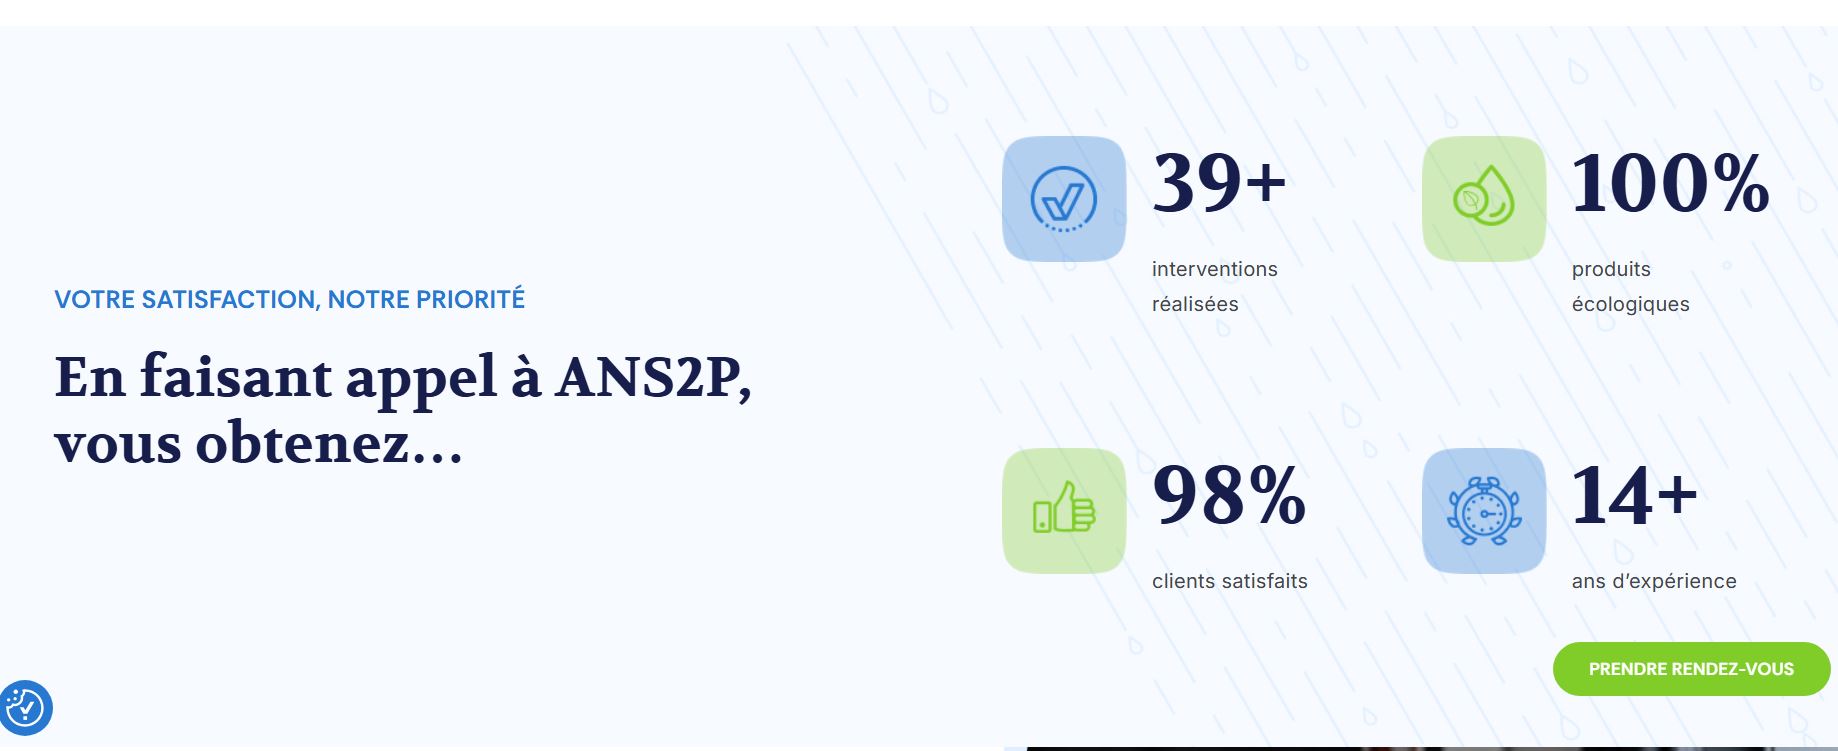 VOTRE SATISFACTION, NOTRE PRIORITÉ
En faisant appel à ANS2P,
vous obtenez...
39+
interventions
réalisées
100%
produits
écologiques
98%
clients satisfaits
14+
ans d’expérience
PRENDRE RENDEZ-VOUS